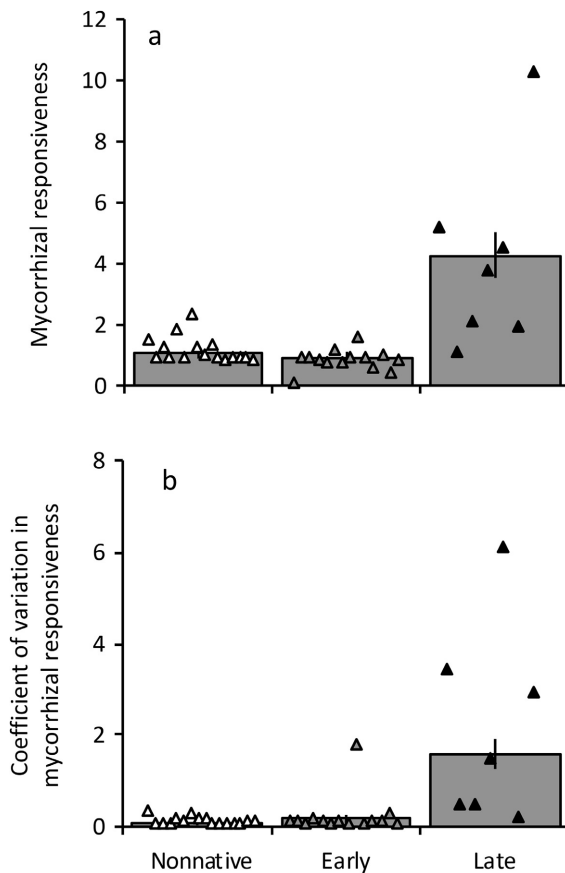 12
a
10
8
6
4
2
0
Mycorrhizal responsiveness
8
b
6
4
2
0
Coefficient of variation in
mycorrhizal responsiveness
Nonnative Early Late